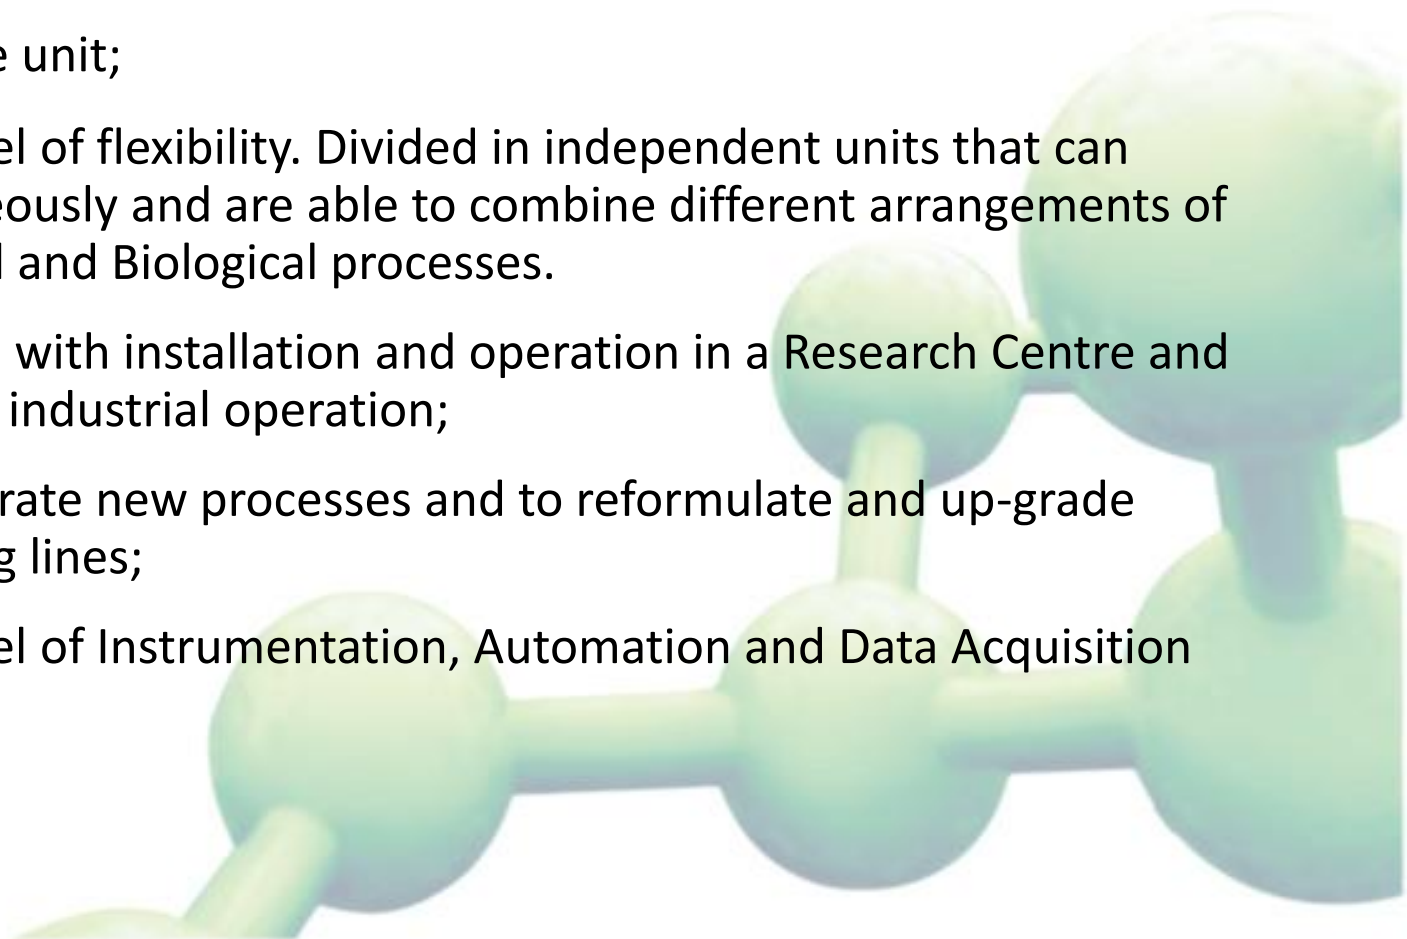 e unit;
el of flexibility. Divided in independent units that can
eously and are able to combine different arrangements of
l and Biological processes.
with installation and operation in a Research Centre and
industrial operation;
rate new processes and to reformulate and up-grade
g lines;
el of Instrumentation, Automation and Data Acquisition